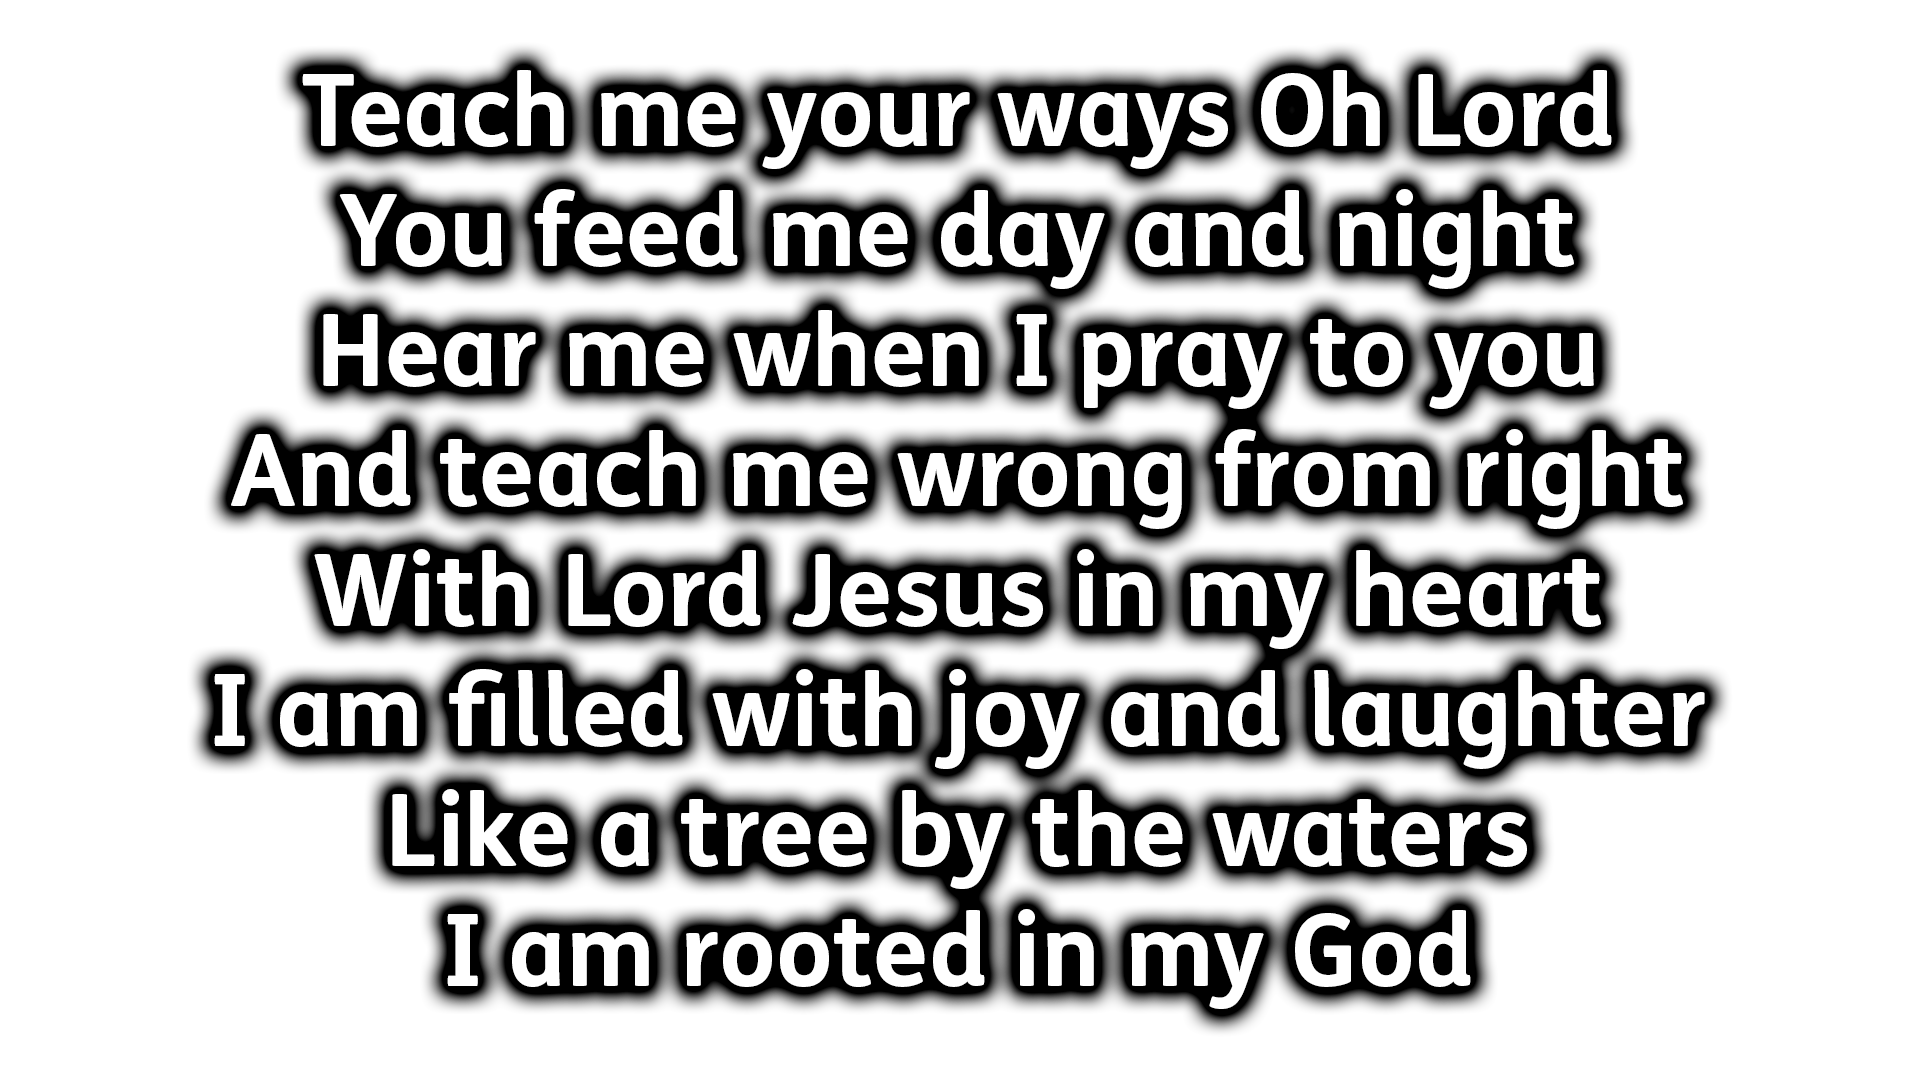 Teach me your ways Oh Lord
You feed me day and night
Hear me when I pray to you
And teach me wrong from right
With Lord Jesus in my heart
I am filled with joy and laughter
Like a tree by the waters
I am rooted in my God